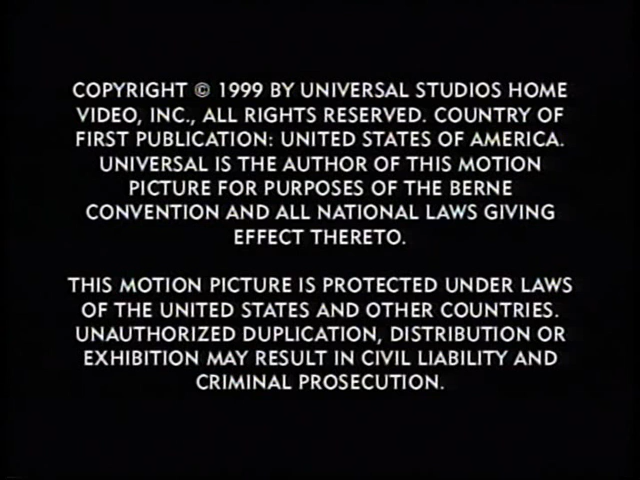 COPYRIGHT © 1999 BY UNIVERSAL STUDIOS HOME
VIDEO, INC., ALL RIGHTS RESERVED. COUNTRY OF
FIRST PUBLICATION: UNITED STATES OF AMERICA.
UNIVERSAL IS THE AUTHOR OF THIS MOTION
PICTURE FOR PURPOSES OF THE BERNE
CONVENTION AND ALL NATIONAL LAWS GIVING
EFFECT THERETO.
THIS MOTION PICTURE IS PROTECTED UNDER LAWS
OF THE UNITED STATES AND OTHER COUNTRIES.
UNAUTHORIZED DUPLICATION, DISTRIBUTION OR
EXHIBITION MAY RESULT IN CIVIL LIABILITY AND
CRIMINAL PROSECUTION.